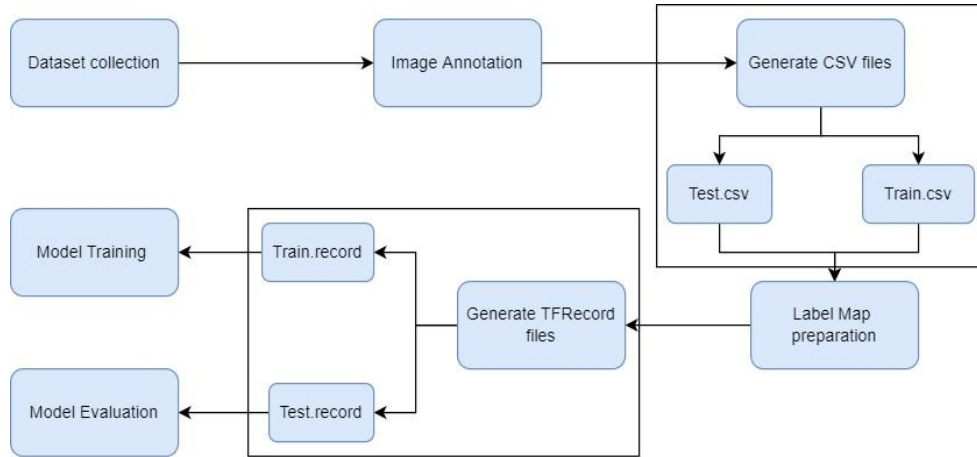 Dataset collection
Image Annotation
Generate CSV files
Test.csv
Train.csv
Label Map
preparation
Generate TFRecord
files
Train.record
Test.record
Model Training
Model Evaluation